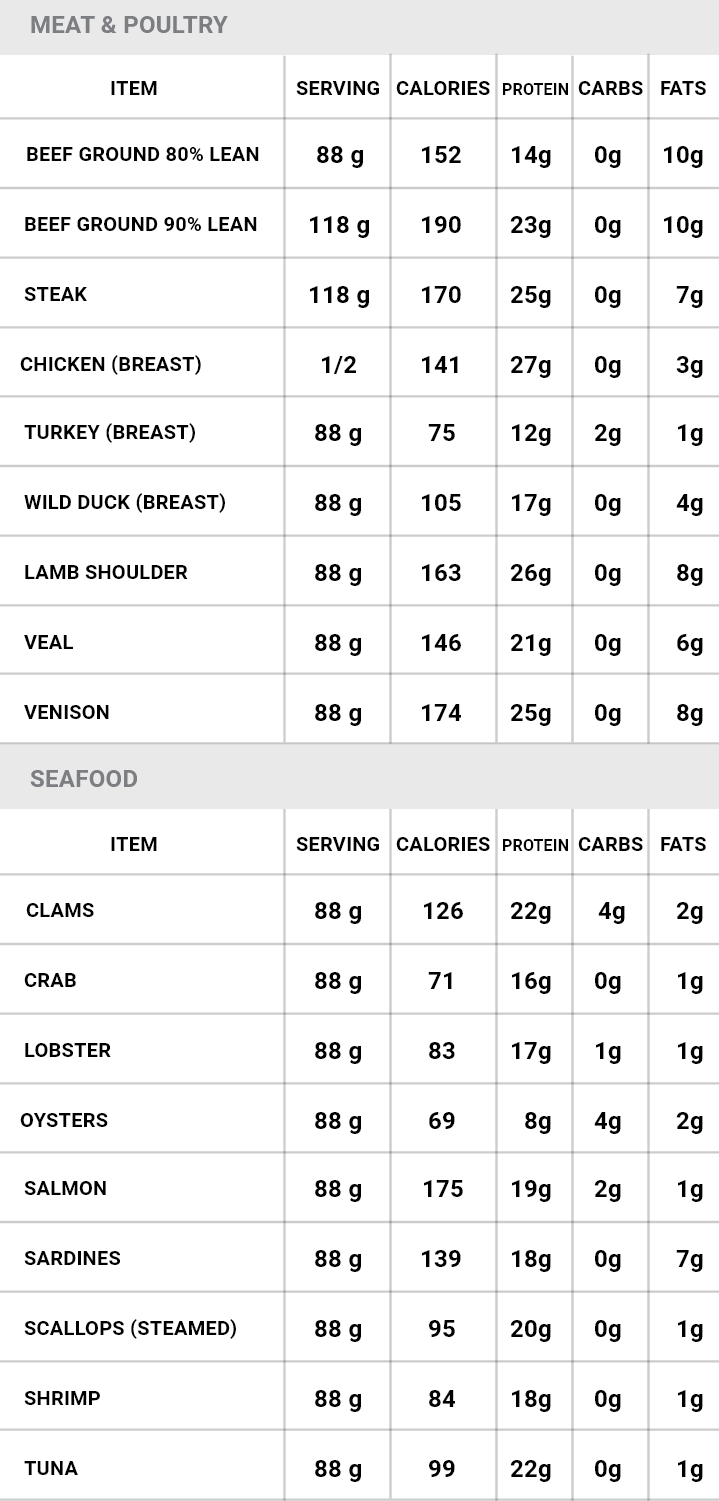 MEAT & POULTRY
ITEM SERVING CALORIES PROTEIN CARBS FATS
BEEF GROUND 80% LEAN 88 g 152 14g 0g 10g
BEEF GROUND 90% LEAN 118 g 190 23g 0g 10g
STEAK 118 g 170 25g 0g 7g
CHICKEN (BREAST) 1/2 141 27g 0g 3g
TURKEY (BREAST) 88 g 75 12g 2g 1g
WILD DUCK (BREAST) 88 g 105 17g 0g 4g
LAMB SHOULDER 88 g 163 26g 0g 8g
VEAL 88 g 146 21g 0g 6g
VENISON 88 g 174 25g 0g 8g
SEAFOOD
ITEM SERVING CALORIES PROTEIN CARBS FATS
CLAMS 88 g 126 22g 4g 2g
CRAB 88 g 71 16g 0g 1g
LOBSTER 88 g 83 17g 1g 1g
OYSTERS 88 g 69 8g 4g 2g
SALMON 88 g 175 19g 2g 1g
SARDINES 88 g 139 18g 0g 7g
SCALLOPS (STEAMED) 88 g 95 20g 0g 1g
SHRIMP 88 g 84 18g 0g 1g
TUNA 88 g 99 22g 0g 1g